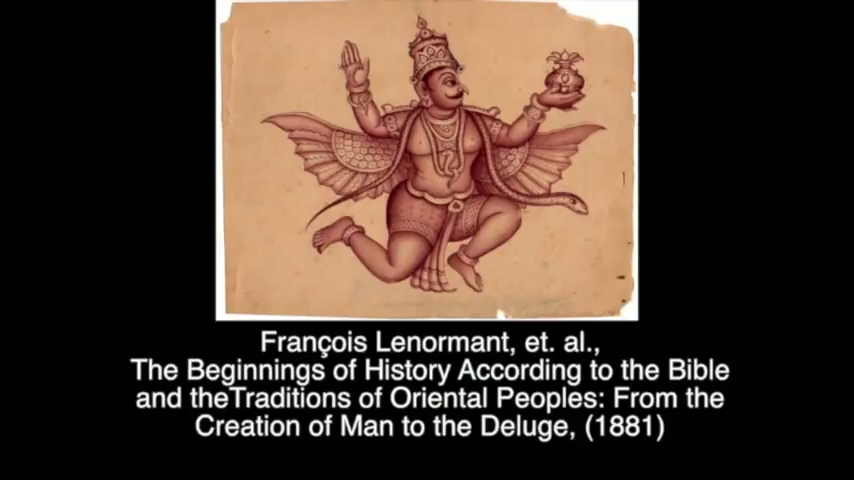 François Lenormant, et. al.,
The Beginnings of History According to the Bible
and theTraditions of Oriental Peoples: From the
Creation of Man to the Deluge, (1881)